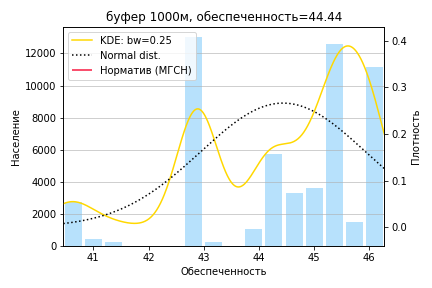 буфер 1000м, обеспеченность=44.44
KDE: bw=0.25
Normal dist.
Норматив (МГСН)
12000
10000
8000
6000
4000
2000
0
Население
0.4
0.3
0.2
0.1
0.0
Плотность
41 42 43 44 45 46
Обеспеченность